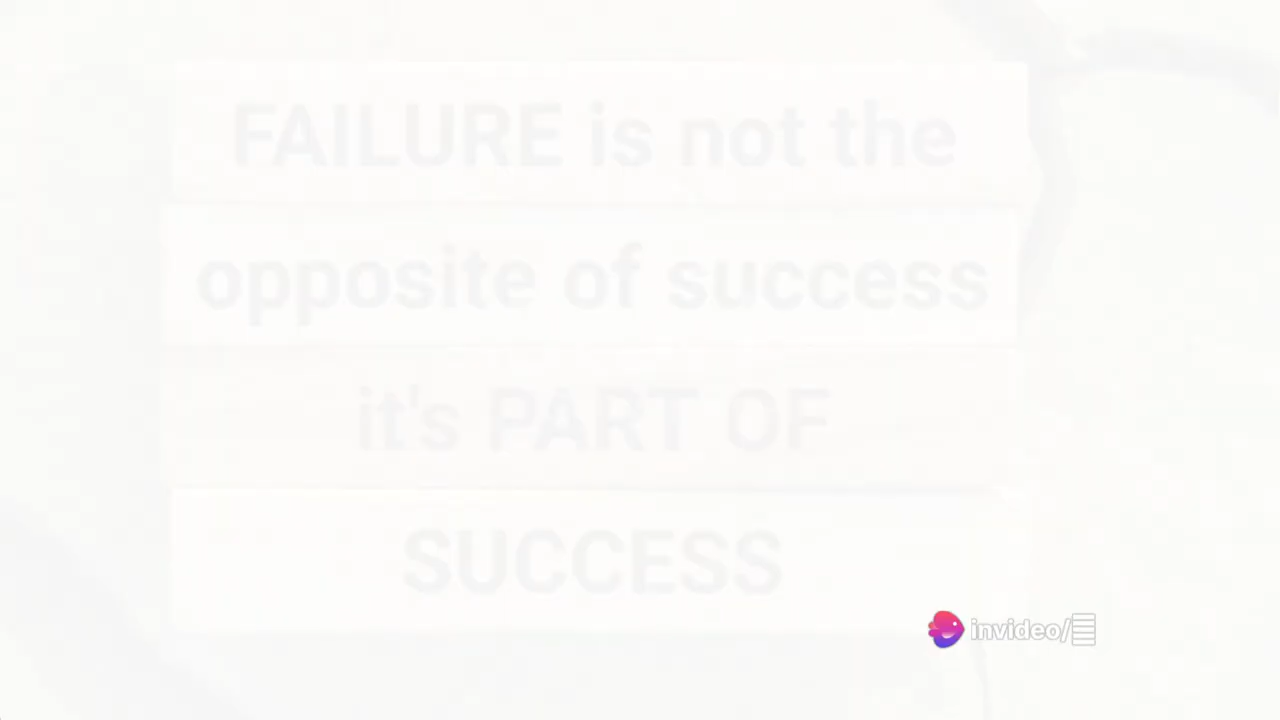 FAILURE is not the
opposite of success
it's PART OF
SUCCESS
invideo/